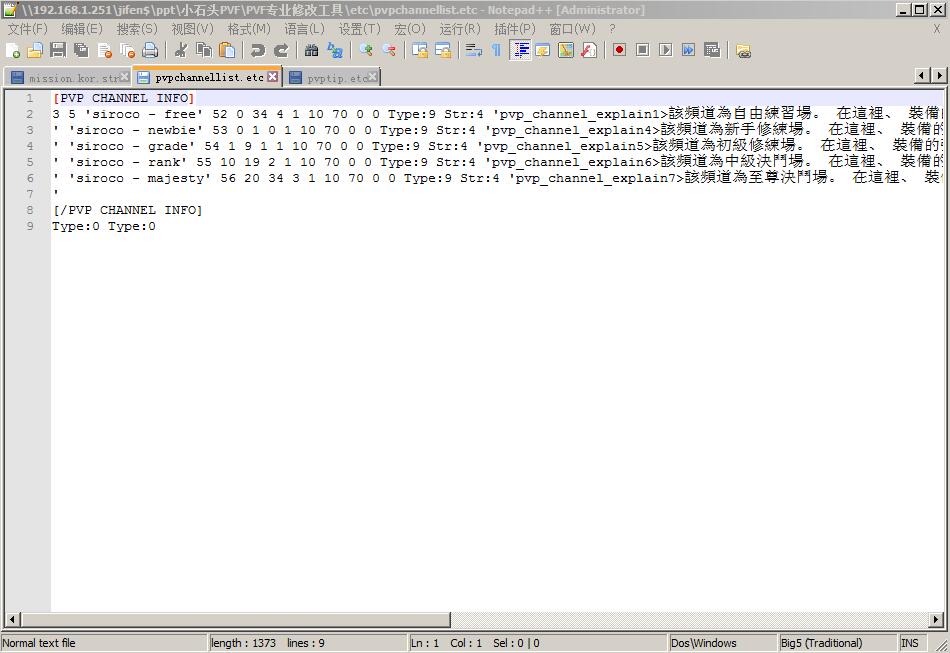 \\192.168.1.251\jifen$\ppt\小石头PVF\PVF专业修改工具\etc\pvpchannellist.etc - Notepad++ [Administrator]
文件(F) 编辑(E) 搜索(S) 视图(V) 格式(M) 语言(L) 设置(T) 宏(O) 运行(R) 插件(P) 窗口(W) ? X
mission.kor.str pvpchannellist.etc pvptip.etc
1 [PVP CHANNEL INFO]
2 3 5 'siroco - free' 52 0 34 4 1 10 70 0 0 Type:9 Str:4 'pvp_channel_explain1>該頻道為自由練習場。 在這裡、 裝備
3 ' 'siroco - newbie' 53 0 1 0 1 10 70 0 0 Type:9 Str:4 'pvp_channel_explain4>該頻道為新手修練場。 在這裡、 裝備的
4 ' 'siroco - grade' 54 1 9 1 1 10 70 0 0 Type:9 Str:4 'pvp_channel_explain5>該頻道為初級修練場。 在這裡、 裝備的
5 ' 'siroco - rank' 55 10 19 2 1 10 70 0 0 Type:9 Str:4 'pvp_channel_explain6>該頻道為中級決鬥場。 在這裡、 裝備的
6 ' 'siroco - majesty' 56 20 34 3 1 10 70 0 0 Type:9 Str:4 'pvp_channel_explain7>該頻道為至尊決鬥場。 在這裡、 裝
7 '
8 [/PVP CHANNEL INFO]
9 Type:0 Type:0
Normal text file length : 1373 lines : 9 Ln : 1 Col : 1 Sel : 0 | 0 Dos\Windows Big5 (Traditional) INS